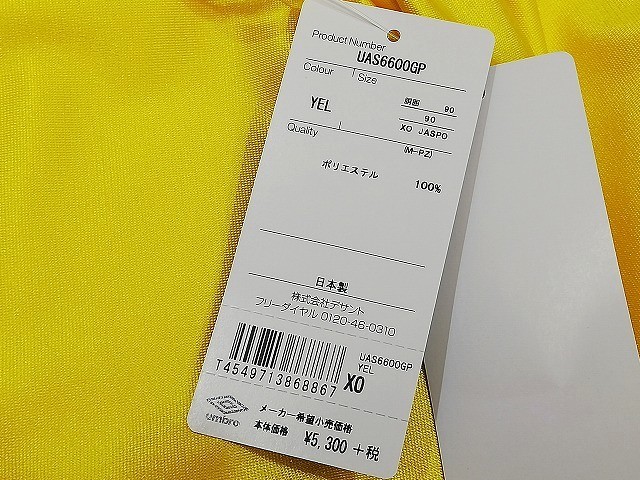 Product Number
UAS6600GP
Colour Size
YEL
胴囲 90
90
XO JASPO
Quality
(M-PZ)
ポリエステル 100%
日本製
株式会社デサント
フリーダイヤル 0120-46-0310
UAS6600GP
YEL
T4549713868867 XO
umbro
メーカー希望小売価格
本体価格 ¥5,300 +税